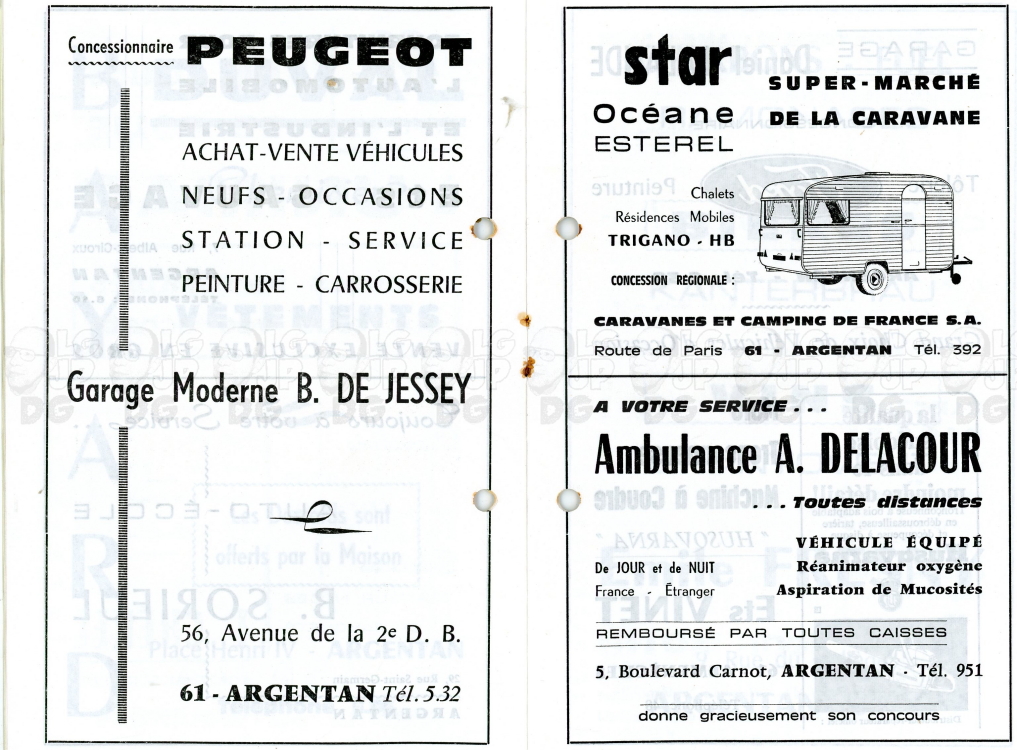 Concessionnaire PEUGEOT
ACHAT-VENTE VÉHICULES
NEUFS - OCCASIONS
STATION - SERVICE
PEINTURE - CARROSSERIE
Garage Moderne B. DE JESSEY
56, Avenue de la 2e D. B.
61 - ARGENTAN Tél. 5.32
star
Océane
ESTEREL
SUPER-MARCHÉ
DE LA CARAVANE
Chalets
Résidences Mobiles
TRIGANO - HB
CONCESSION REGIONALE :
CARAVANES ET CAMPING DE FRANCE S.A.
Route de Paris 61 - ARGENTAN Tél. 392
A VOTRE SERVICE . . .
Ambulance A. DELACOUR
. . . Toutes distances
De JOUR et de NUIT
France - Étranger
VÉHICULE ÉQUIPÉ
Réanimateur oxygène
Aspiration de Mucosités
REMBOURSÉ PAR TOUTES CAISSES
5, Boulevard Carnot, ARGENTAN - Tél. 951
donne gracieusement son concours